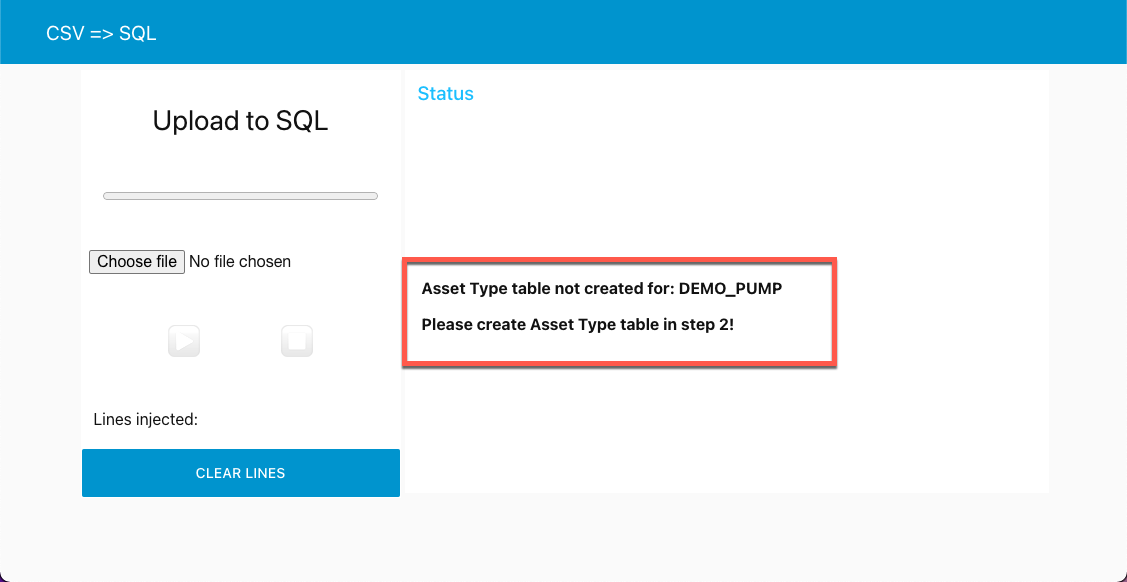 CSV => SQL
Upload to SQL
Choose file No file chosen
Lines injected:
CLEAR LINES
Status
Asset Type table not created for: DEMO_PUMP
Please create Asset Type table in step 2!